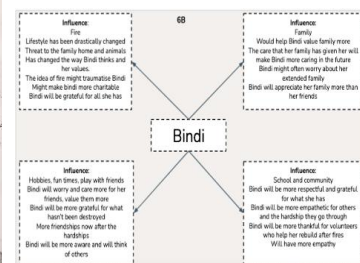 6B
Influence:
Fire
Lifestyle has been drastically changed
Threat to the family home and animals
Has changed the way Bindi thinks and
her values.
The idea of fire might traumatise Bindi
Might make bindi more charitable
Bindi will be grateful for all she has
Influence:
Family
Would help Bindi value family more
The care that her family has given her will
make Bindi more caring in the future
Bindi might often worry about her
extended family
Bindi will appreciate her family more than
her friends
Bindi
Influence:
Hobbies, fun times, play with friends
Bindi will worry and care more for her
friends, value them more
Bindi will be more grateful for what
hasn't been destroyed
More friendships now after the
hardships
Bindi will be more aware and will think
of others
Influence:
School and community
Bindi will be more respectful and grateful
for what she has
Bindi will be more empathetic for others
and the hardship they go through
Bindi will be more thankful for volunteers
who help her rebuild after fires
Will have more empathy